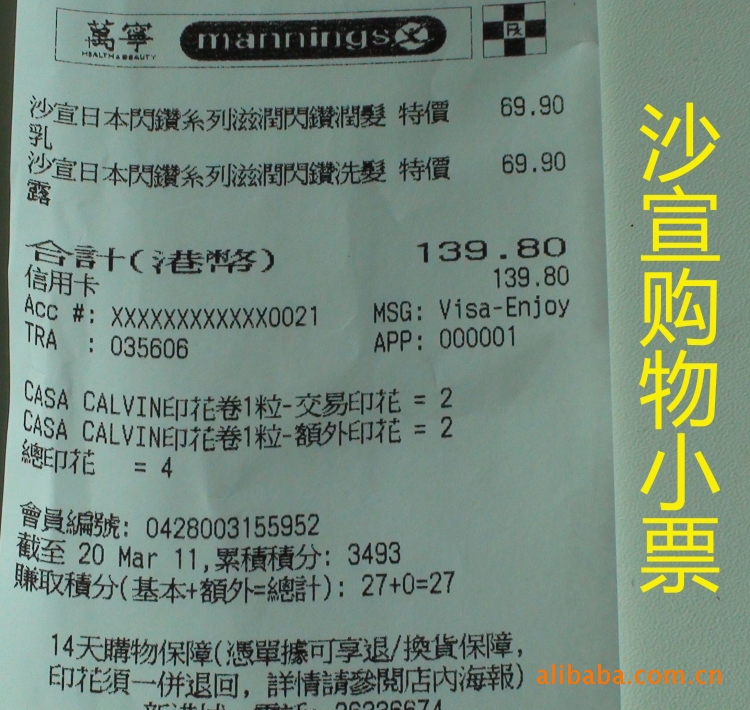 萬寧
HEALTH & BEAUTY
mannings
Rx
沙宣日本閃鑽系列滋潤閃鑽潤髮 特價 69.90
乳
沙宣日本閃鑽系列滋潤閃鑽洗髮 特價 69.90
露
合計(港幣) 139.80
信用卡 139.80
Acc #: XXXXXXXXXXXX0021 MSG: Visa-Enjoy
TRA : 035606 APP: 000001
CASA CALVIN印花卷1粒-交易印花 = 2
CASA CALVIN印花卷1粒-額外印花 = 2
總印花 = 4
會員編號: 0428003155952
截至 20 Mar 11,累積積分: 3493
賺取積分(基本+額外=總計): 27+0=27
14天購物保障(憑單據可享退/換貨保障,
印花須一併退回, 詳情請參閱店內海報)
沙宣购物小票
alibaba.com.cn